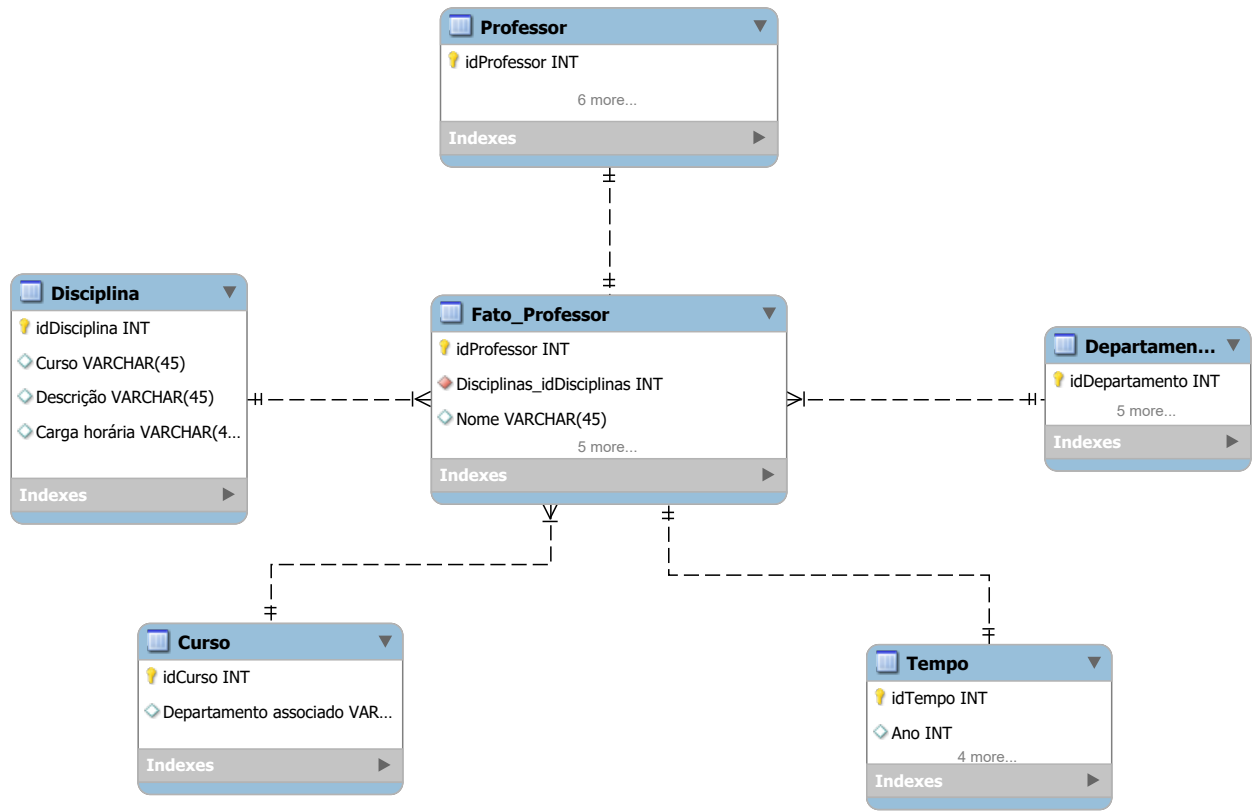 Professor
idProfessor INT
6 more...
Indexes
Disciplina
idDisciplina INT
Curso VARCHAR(45)
Descrição VARCHAR(45)
Carga horária VARCHAR(4...
Indexes
Fato_Professor
idProfessor INT
Disciplinas_idDisciplinas INT
Nome VARCHAR(45)
5 more...
Indexes
Departamen...
idDepartamento INT
5 more...
Indexes
Curso
idCurso INT
Departamento associado VAR...
Indexes
Tempo
idTempo INT
Ano INT
4 more...
Indexes